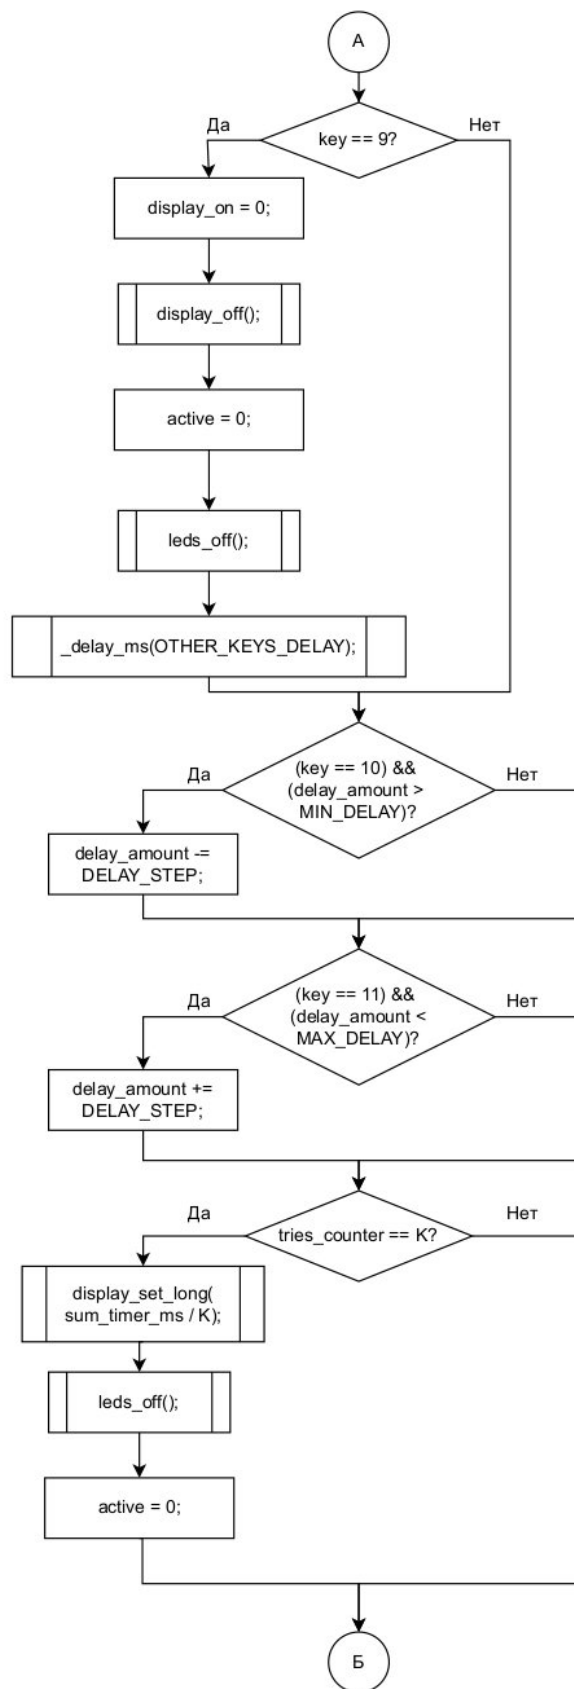 А
Да
Нет
key == 9?
display_on = 0;
display_off();
active = 0;
leds_off();
_delay_ms(OTHER_KEYS_DELAY);
Да
(key == 10) &&
(delay_amount >
MIN_DELAY)?
Нет
delay_amount -=
DELAY_STEP;
Да
(key == 11) &&
(delay_amount <
MAX_DELAY)?
Нет
delay_amount +=
DELAY_STEP;
Да
tries_counter == K?
Нет
display_set_long(
sum_timer_ms / K);
leds_off();
active = 0;
Б